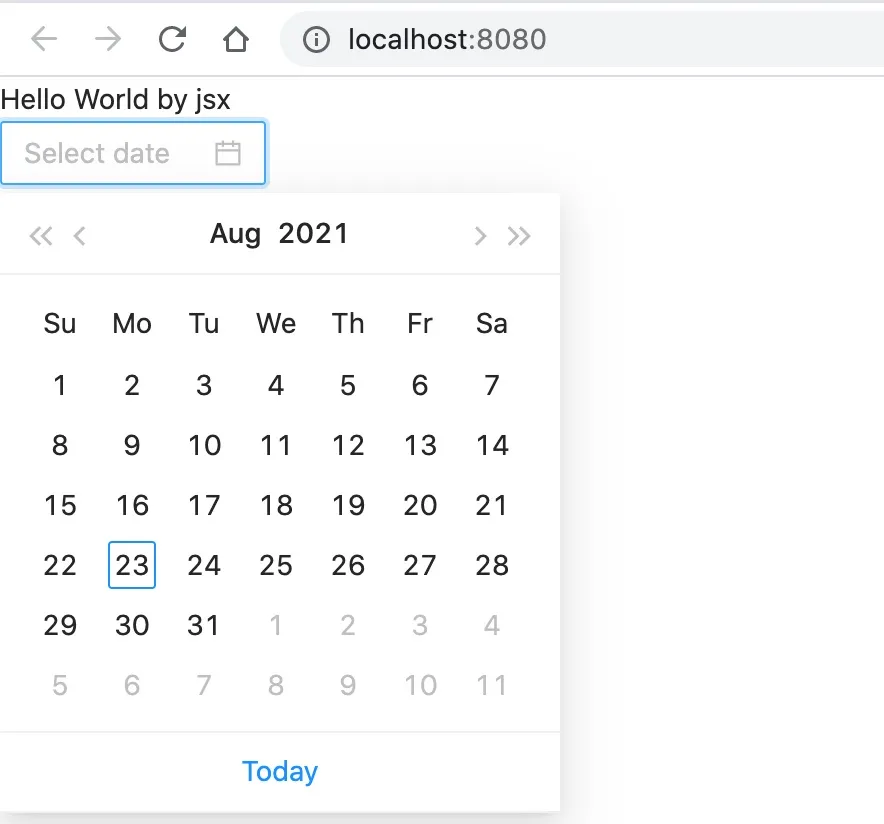 localhost:8080
Hello World by jsx
Select date
Aug 2021
Su Mo Tu We Th Fr Sa
1 2 3 4 5 6 7
8 9 10 11 12 13 14
15 16 17 18 19 20 21
22 23 24 25 26 27 28
29 30 31 1 2 3 4
5 6 7 8 9 10 11
Today